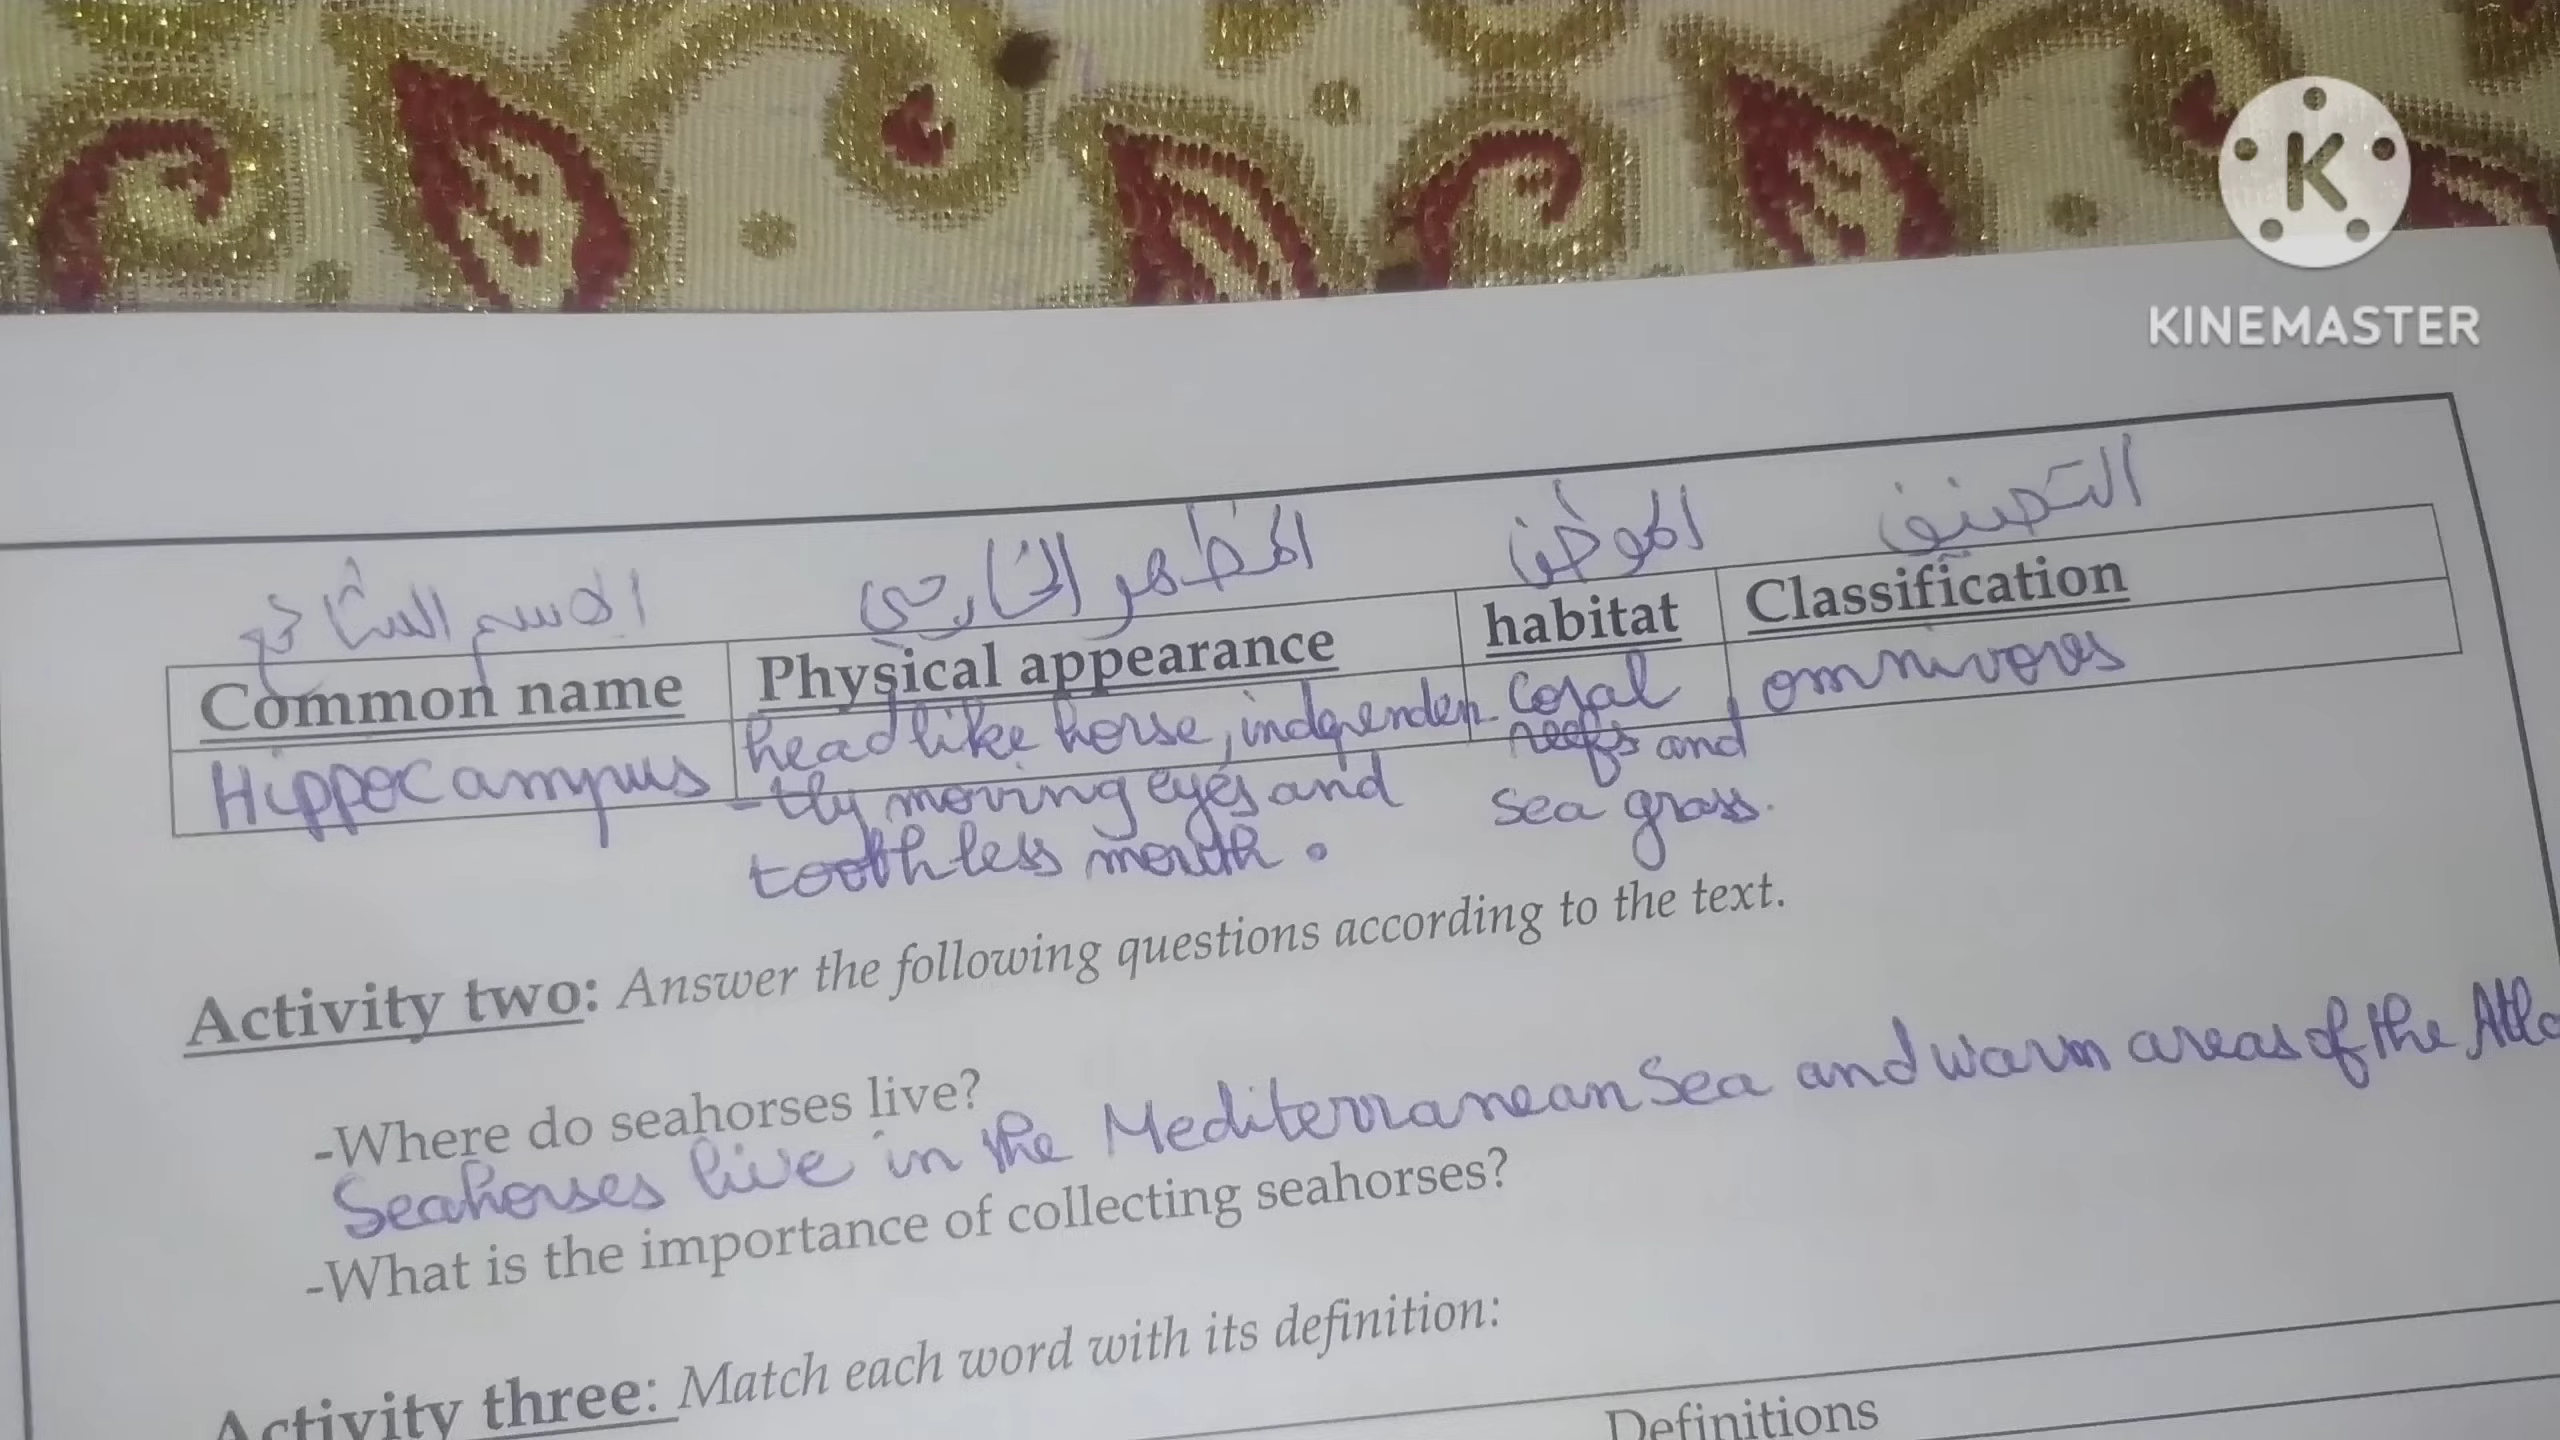 K
KINEMASTER
الاسم الشائع المظهر الخارجي الموطن التصنيف
Common name Physical appearance habitat Classification
Hippocampus head like horse, independen- coral omnivores
-tly moving eyes and reefs and
toothless mouth. sea grass.
Activity two: Answer the following questions according to the text.
-Where do seahorses live?
Seahorses live in the Mediterranean Sea and warm areas of the Atla
-What is the importance of collecting seahorses?
Activity three: Match each word with its definition:
Definitions